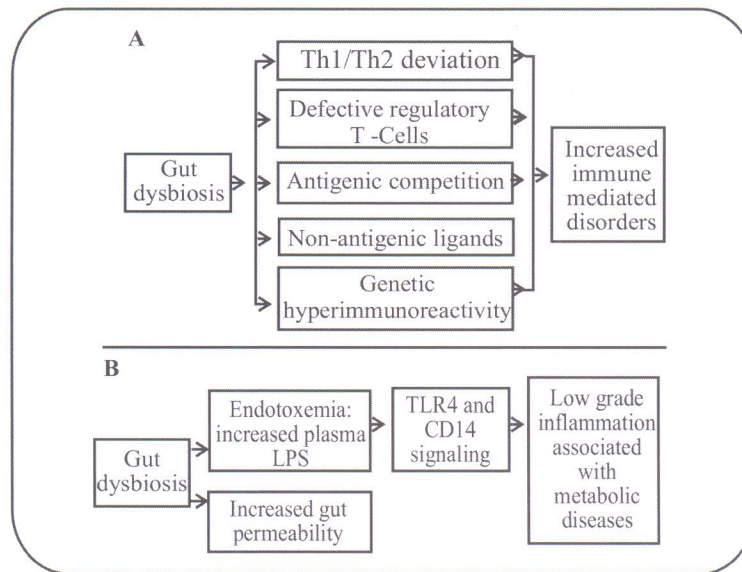 A
Th1/Th2 deviation
Defective regulatory
T -Cells
Gut
dysbiosis
Antigenic competition
Non-antigenic ligands
Genetic
hyperimmunoreactivity
Increased
immune
mediated
disorders
B
Gut
dysbiosis
Endotoxemia:
increased plasma
LPS
Increased gut
permeability
TLR4 and
CD14
signaling
Low grade
inflammation
associated
with
metabolic
diseases